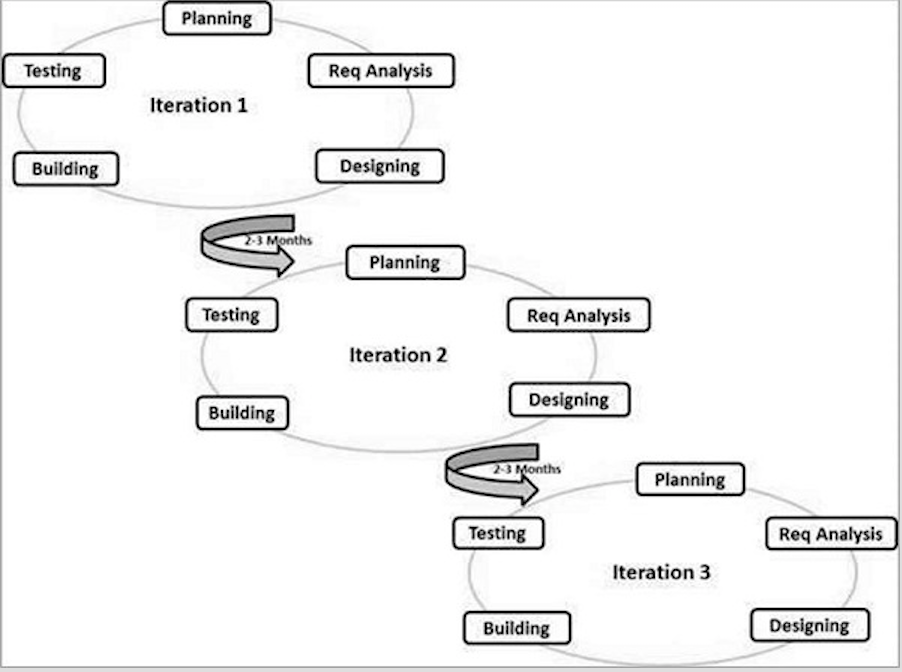 Planning
Testing
Req Analysis
Iteration 1
Building
Designing
2-3 Months
Planning
Testing
Req Analysis
Iteration 2
Building
Designing
2-3 Months
Planning
Testing
Req Analysis
Iteration 3
Building
Designing